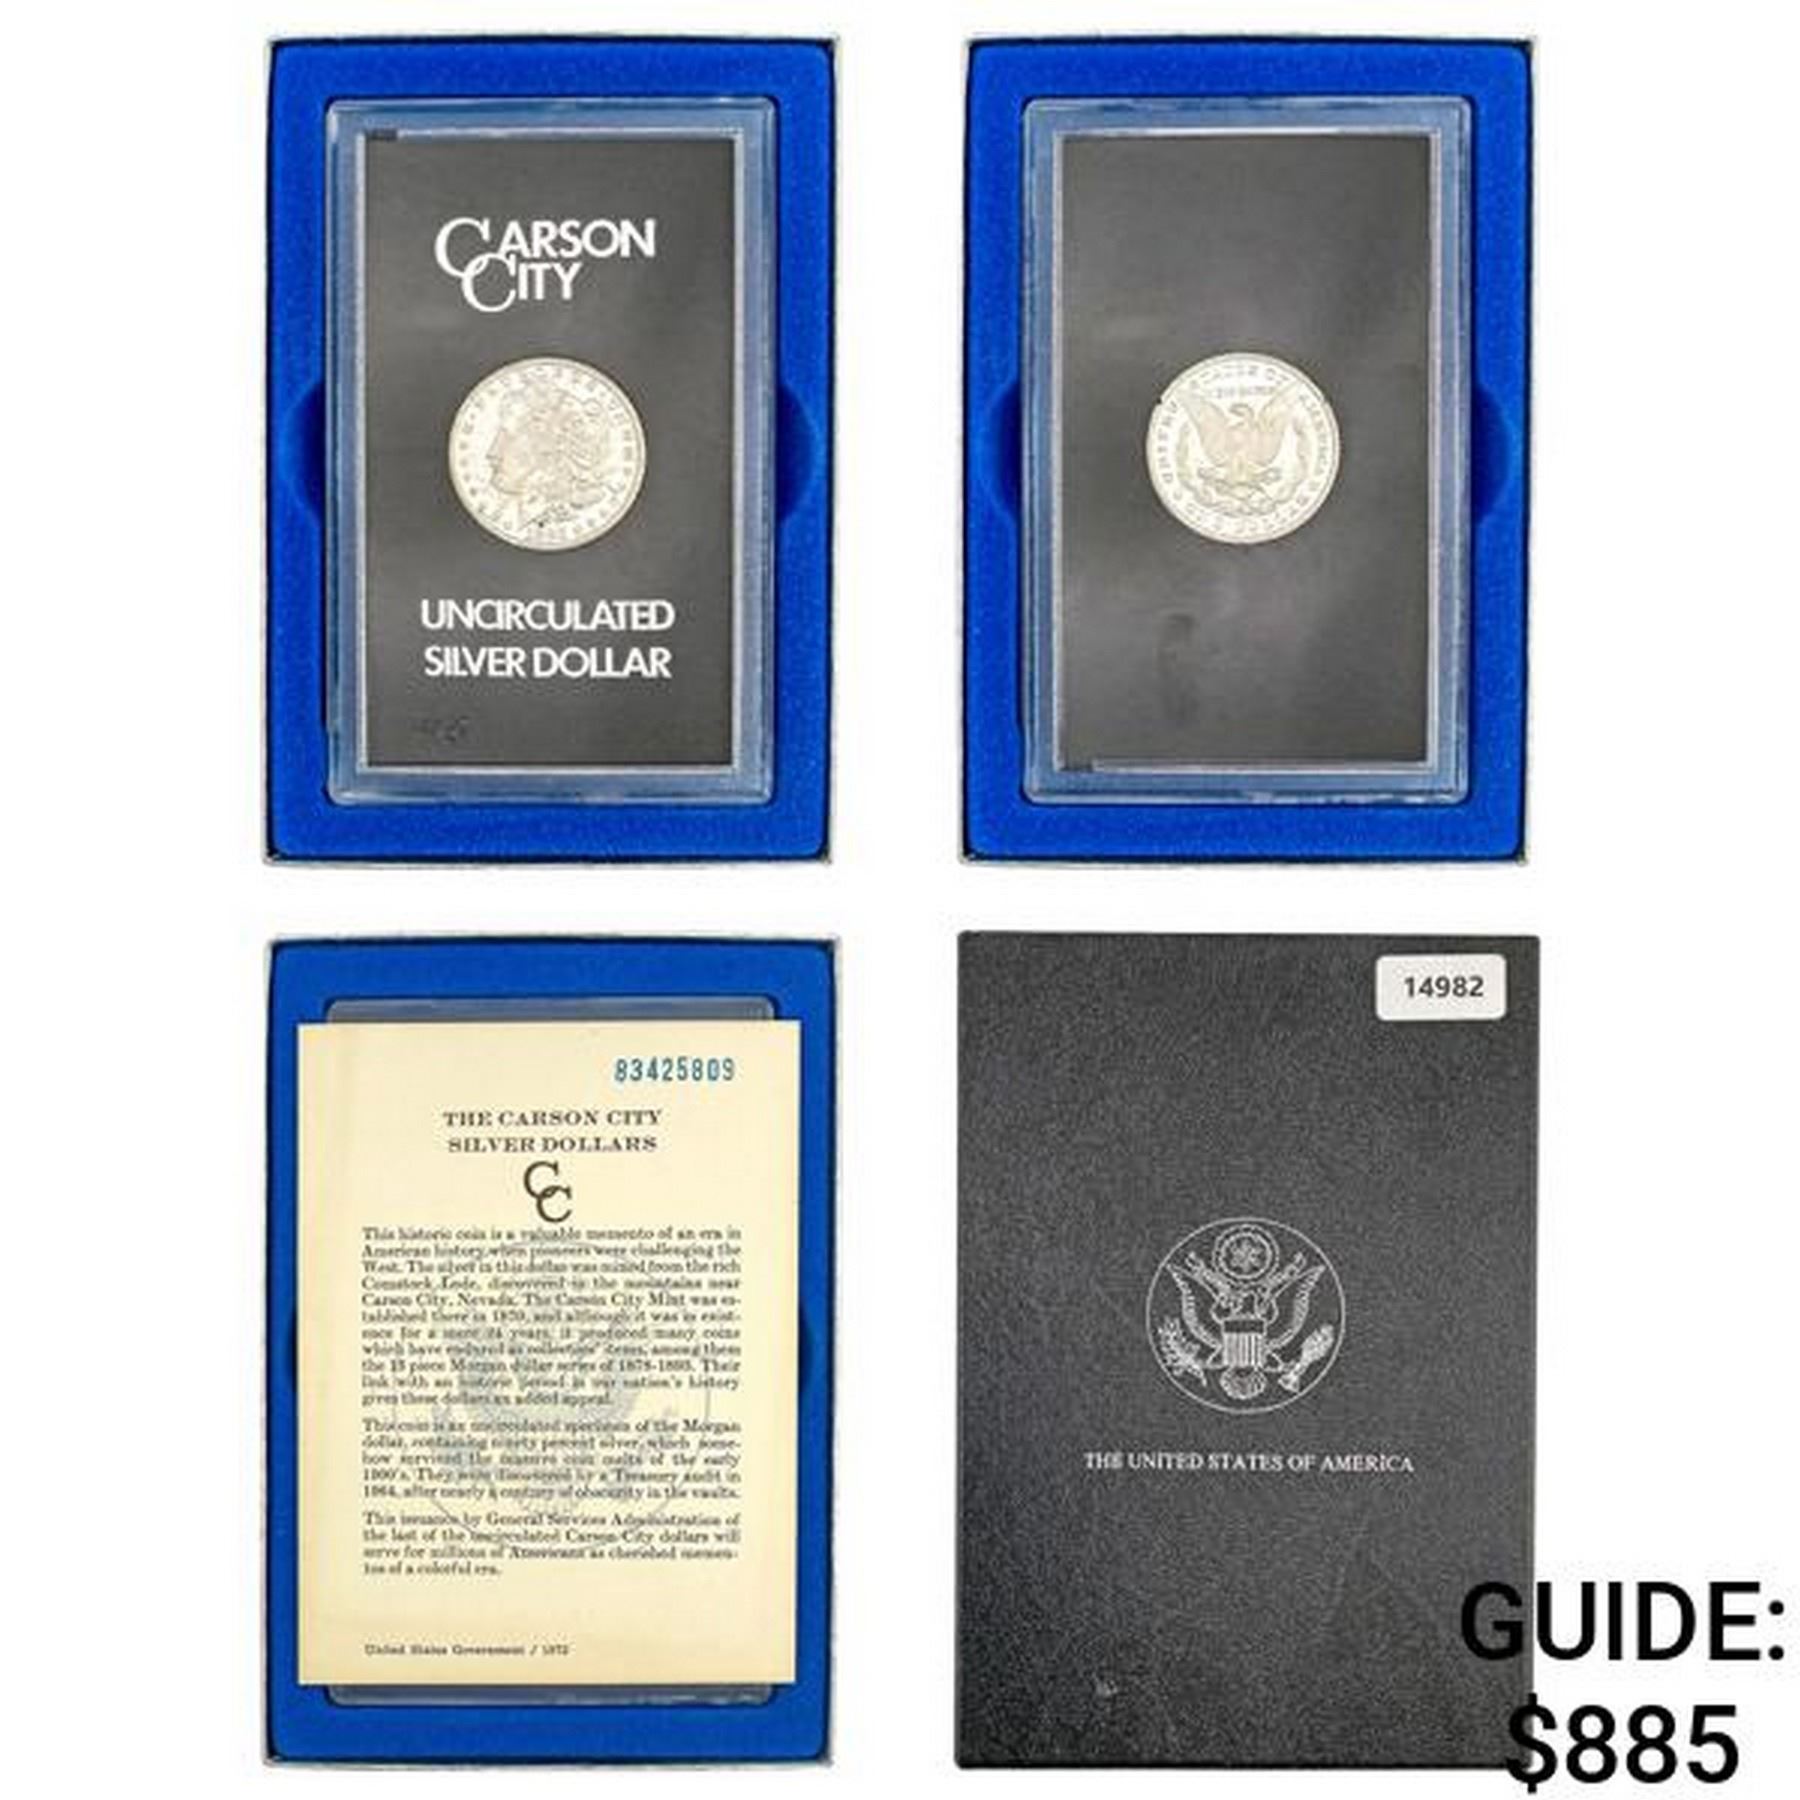 CARSON
CITY
UNCIRCULATED
SILVER DOLLAR
83425809
THE CARSON CITY
SILVER DOLLARS
CC
This historic coin is a valuable memento of an era in
American history, when pioneers were challenging the
West. The silver in this dollar was mined from the rich
Comstock Lode, discovered in the mountains near
Carson City, Nevada. The Carson City Mint was es-
tablished there in 1870, and although it was in exist-
ence for a mere 24 years, it produced many coins
which have endured as collectors' items, among them
the 13 piece Morgan dollar series of 1878-1893. Their
link with an historic period in our nation's history
gives these dollars an added appeal.
This coin is an uncirculated specimen of the Morgan
dollar, containing ninety percent silver, which some-
how survived the massive coin melts of the early
1900's. They were discovered by a Treasury audit in
1964, after nearly a century of obscurity in the vaults.
This issuance by General Services Administration of
the last of the uncirculated Carson City dollars will
serve for millions of Americans as cherished memen-
tos of a colorful era.
United States Government / 1972
14982
THE UNITED STATES OF AMERICA
GUIDE:
$885